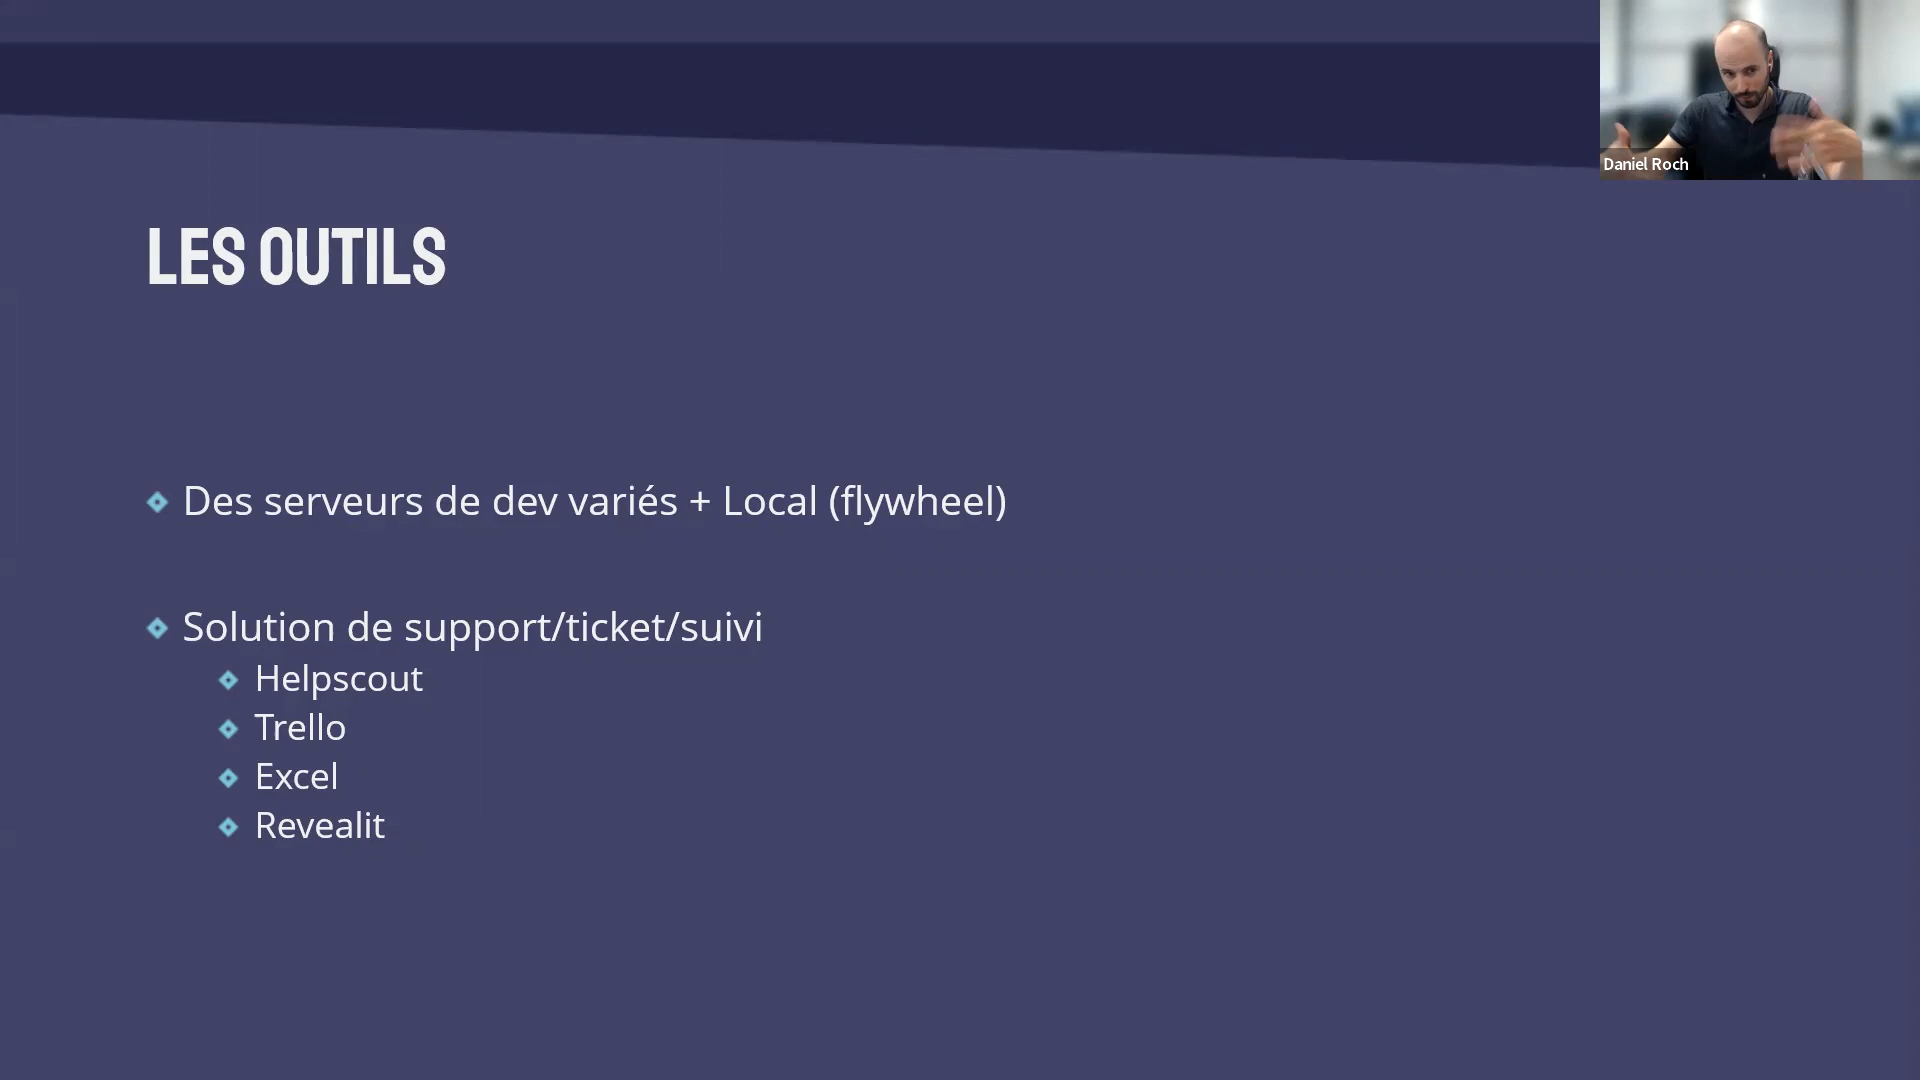 Daniel Roch
LES OUTILS
Des serveurs de dev variés + Local (flywheel)
Solution de support/ticket/suivi
Helpscout
Trello
Excel
Revealit